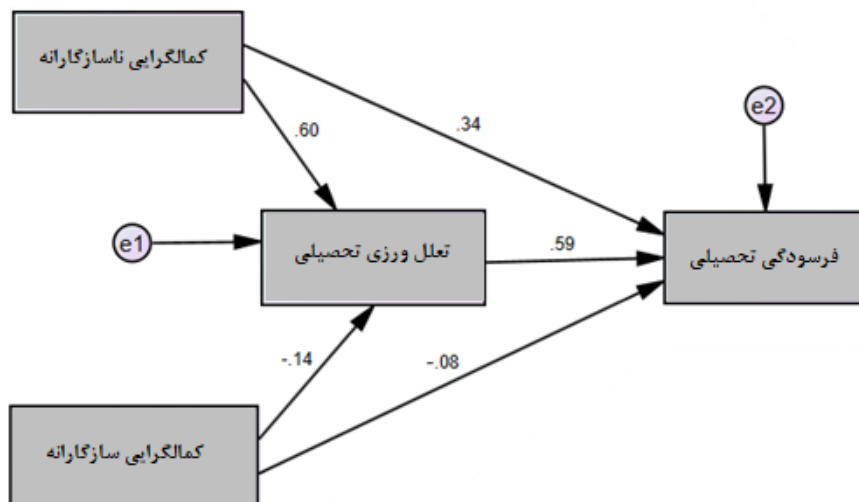 کمالگرایی ناسازگارانه
e2
.34
.60
تعلل ورزی تحصیلی
e1
.59
فرسودگی تحصیلی
-.14
-.08
کمالگرایی سازگارانه